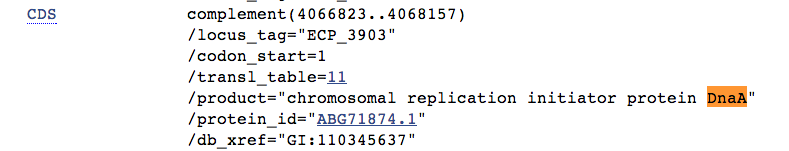 CDS complement(4066823..4068157)
/locus_tag="ECP_3903"
/codon_start=1
/transl_table=11
/product="chromosomal replication initiator protein DnaA"
/protein_id="ABG71874.1"
/db_xref="GI:110345637"